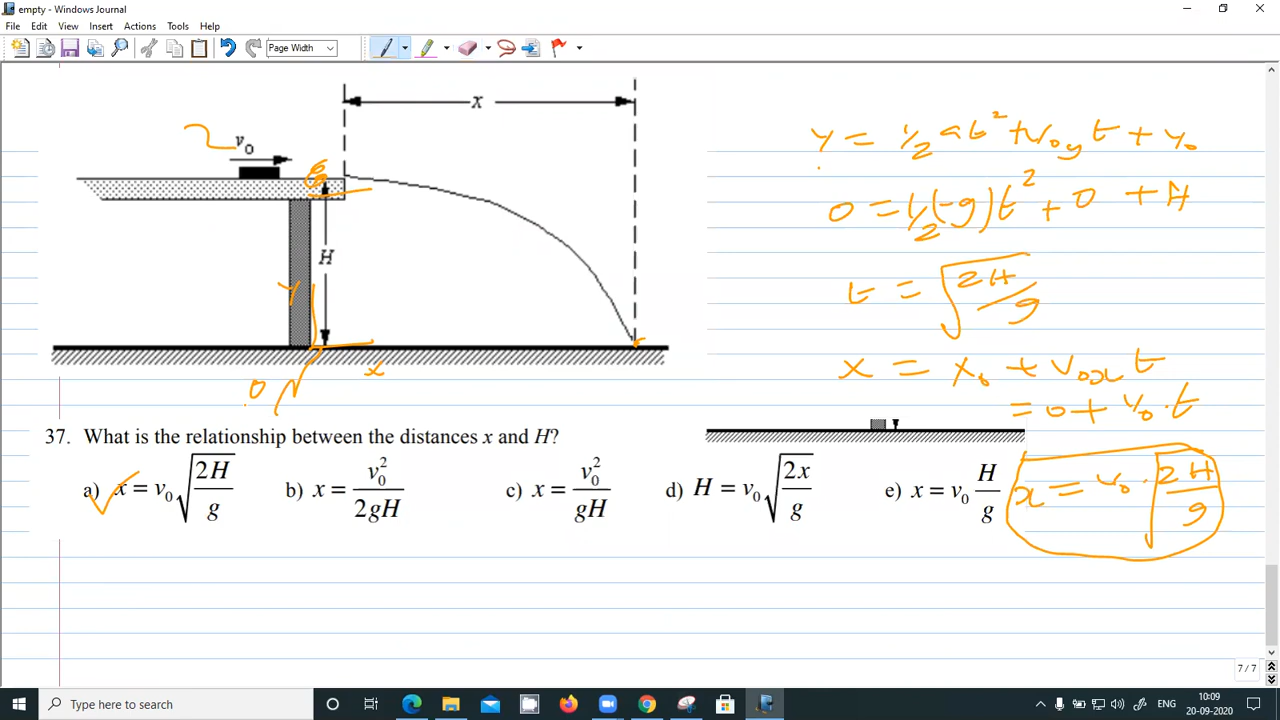 empty - Windows Journal
File Edit View Insert Actions Tools Help
Page Width
x
v₀
H
Y
O
x
y = ½ at² + v₀y t + y₀
0 = ½ (-g) t² + 0 + H
t = √(2H/g)
x = x₀ + v₀x t
= 0 + v₀ · t
x = v₀ · √(2H/g)
37. What is the relationship between the distances x and H?
a) x = v₀ √(2H/g) b) x = v₀²/2gH c) x = v₀²/gH d) H = v₀ √(2x/g) e) x = v₀ H/g
7 / 7
Type here to search
ENG
10:09
20-09-2020